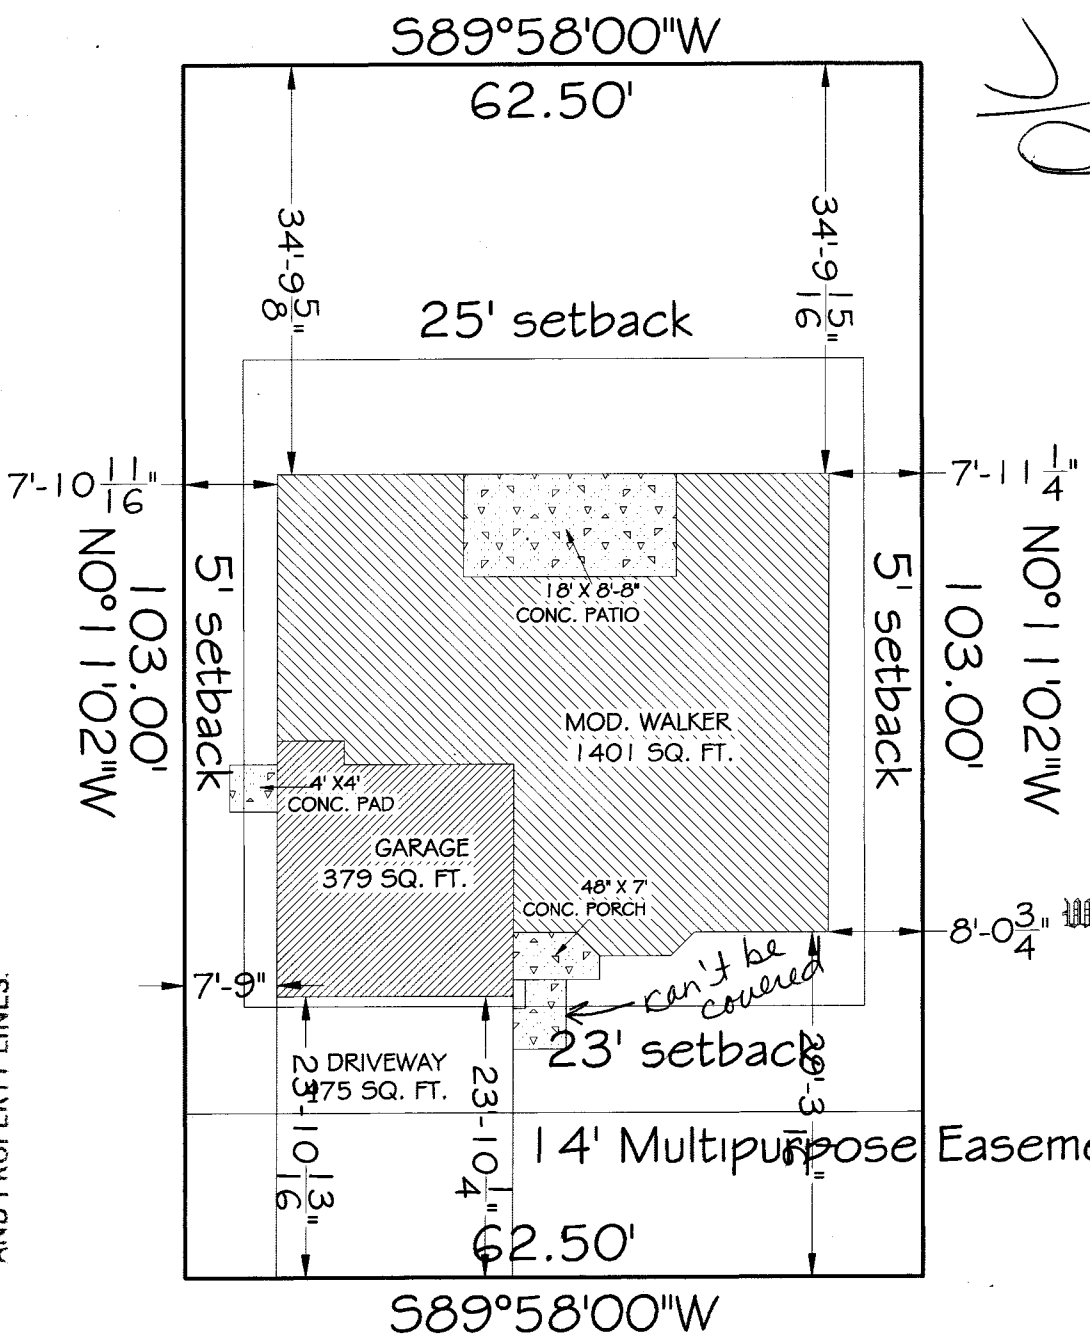 S89°58'00"W
O/C
62.50'
34'-9 5/8"
34'-9 15/16"
25' setback
7'-10 11/16"
7'-11 1/4"
N0°11'02"W
103.00'
5' setback
5' setback
103.00'
N0°11'02"W
18' X 8'-8"
CONC. PATIO
MOD. WALKER
1401 SQ. FT.
4' X4'
CONC. PAD
GARAGE
379 SQ. FT.
48" X 7'
CONC. PORCH
8'-0 3/4"
can't be
covered
7'-9"
23' setback
DRIVEWAY
475 SQ. FT.
23'-10 13/16"
23'-10 1/4"
14' Multipurpose Easeme
62.50'
S89°58'00"W
AND PROPERTY LINES.